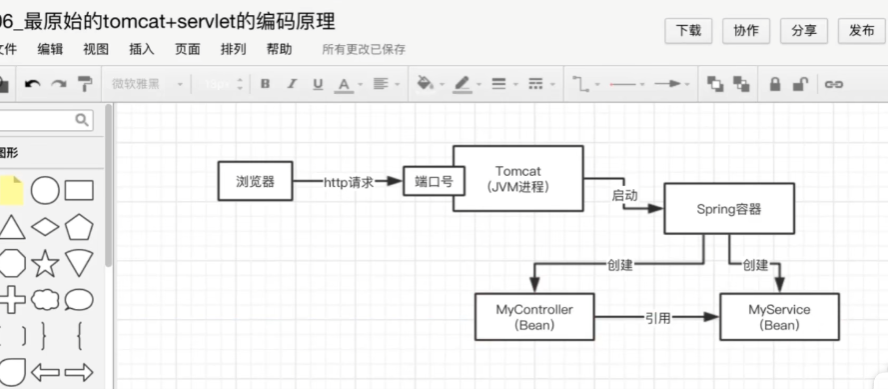 06_最原始的tomcat+servlet的编码原理
下载 协作 分享 发布
文件 编辑 视图 插入 页面 排列 帮助 所有更改已保存
微软雅黑 B I U A
图形
浏览器
http请求
端口号
Tomcat
（JVM进程）
启动
Spring容器
创建
创建
MyController
（Bean）
引用
MyService
（Bean）